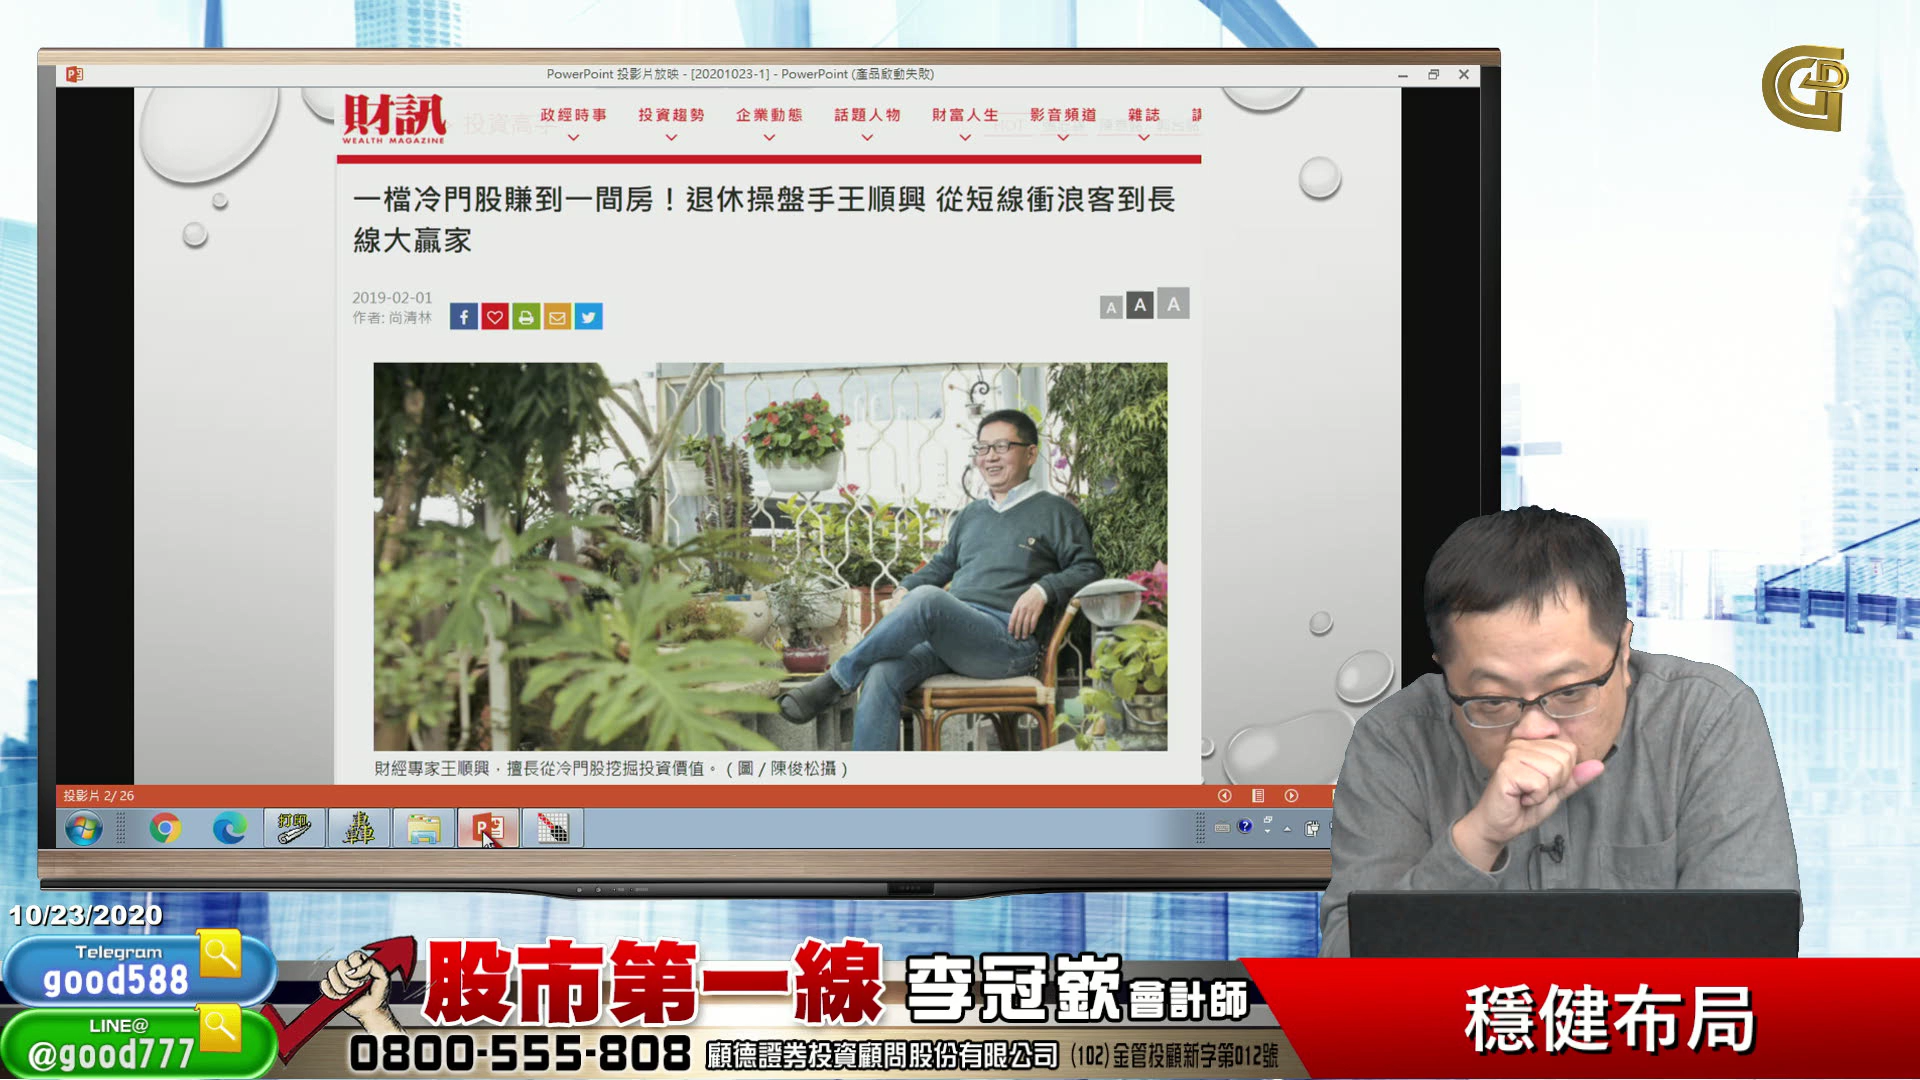 PowerPoint 投影片放映 - [20201023-1] - PowerPoint (產品啟動失敗)
財訊
WEALTH MAGAZINE
政經時事 投資趨勢 企業動態 話題人物 財富人生 影音頻道 雜誌
一檔冷門股賺到一間房！退休操盤手王順興 從短線衝浪客到長
線大贏家
2019-02-01
作者: 尚清林
A A A
財經專家王順興，擅長從冷門股挖掘投資價值。(圖 / 陳俊松攝)
投影片 2/ 26
打印
10/23/2020
Telegram
good588
LINE@
@good777
股市第一線 李冠嶔 會計師
0800-555-808 顧德證券投資顧問股份有限公司 (102)金管投顧新字第012號
穩健布局